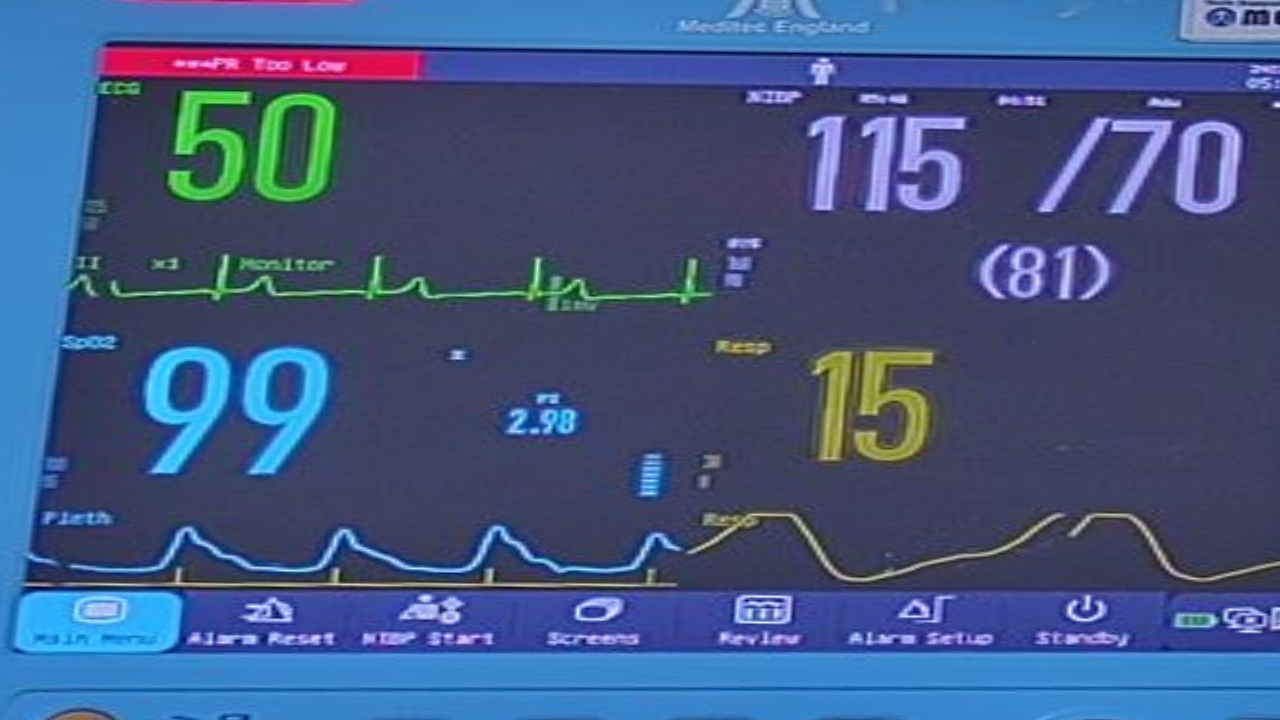 Meditec England
***PR Too Low
ECG
50
NIBP
115 /70
(81)
II x1 Monitor
SpO2
99
PI
2.98
Resp
15
Pleth
Resp
Main Menu
Alarm Reset
NIBP Start
Screens
Review
Alarm Setup
Standby